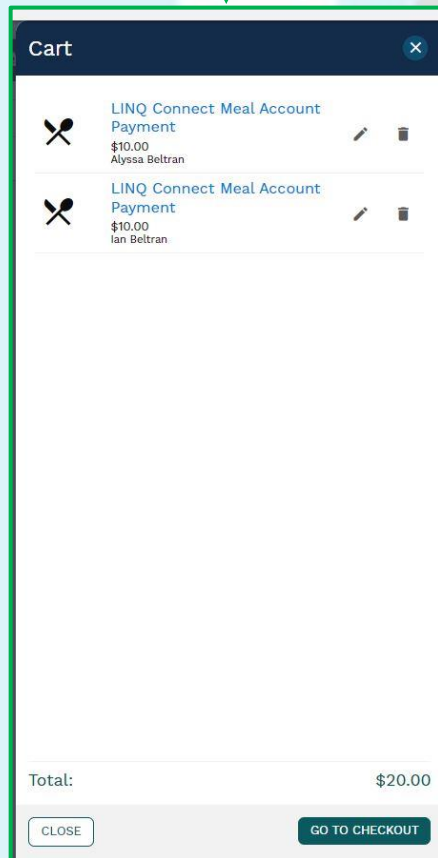 Cart
LINQ Connect Meal Account
Payment
$10.00
Alyssa Beltran
LINQ Connect Meal Account
Payment
$10.00
Ian Beltran
Total: $20.00
CLOSE GO TO CHECKOUT